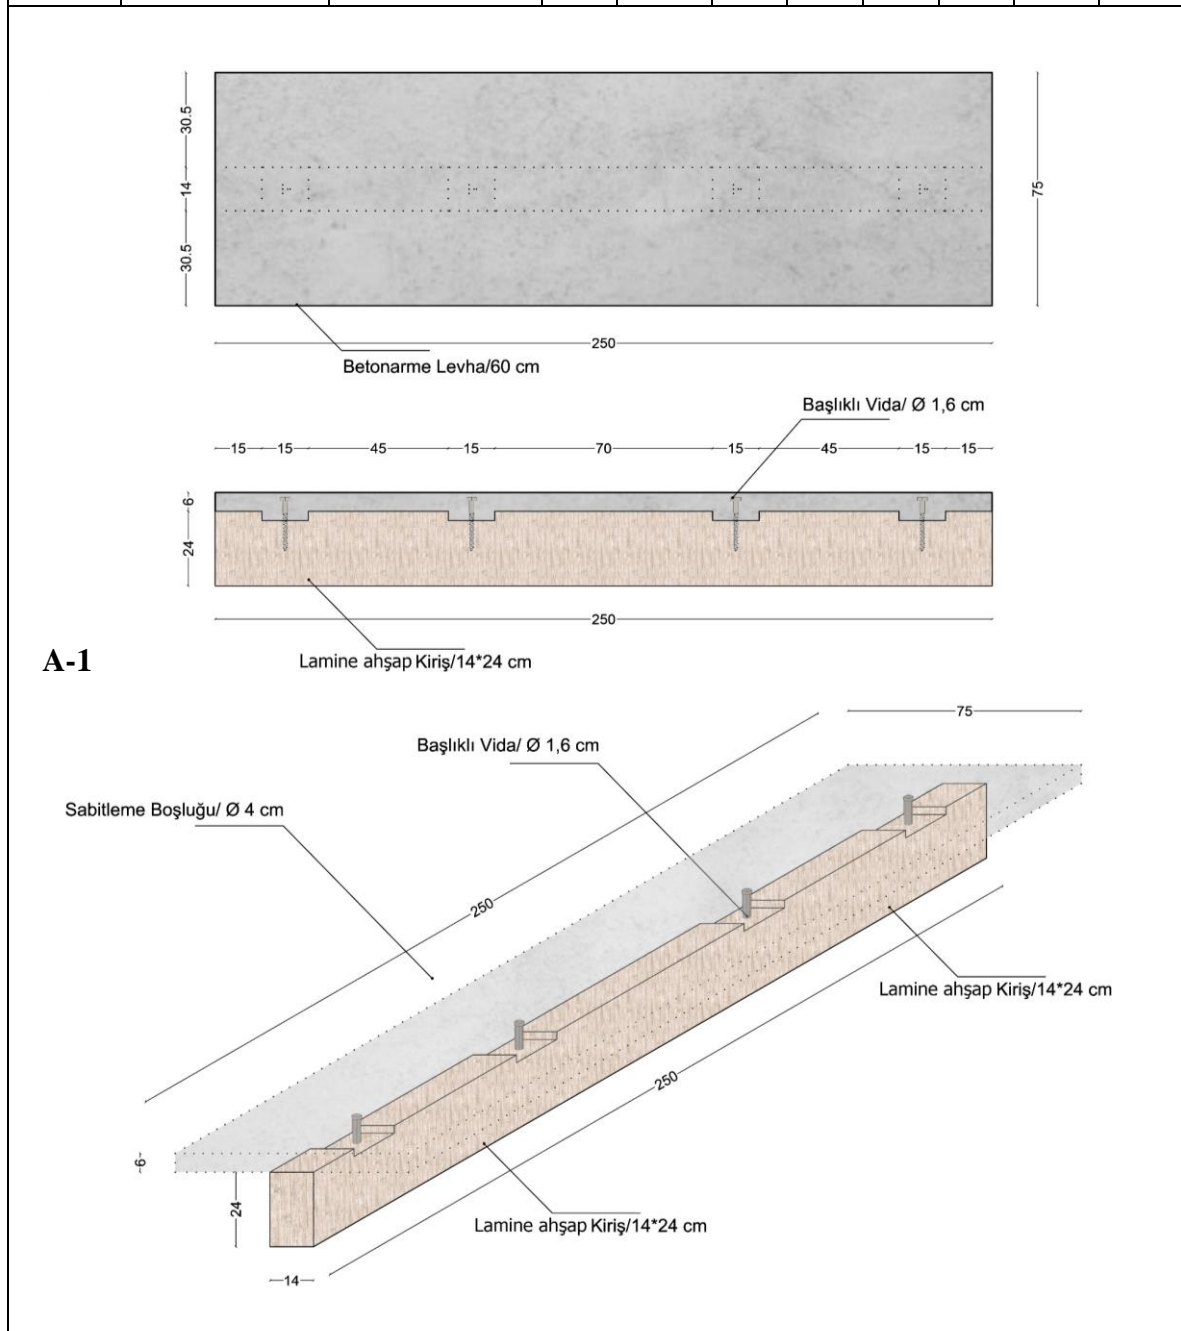 30.5
14
30.5
75
250
Betonarme Levha/60 cm
Başlıklı Vida/ Ø 1,6 cm
15 15 45 15 70 15 45 15 15
6
24
250
Lamine ahşap Kiriş/14*24 cm
A-1
75
Başlıklı Vida/ Ø 1,6 cm
Sabitleme Boşluğu/ Ø 4 cm
250
Lamine ahşap Kiriş/14*24 cm
250
6
24
Lamine ahşap Kiriş/14*24 cm
14